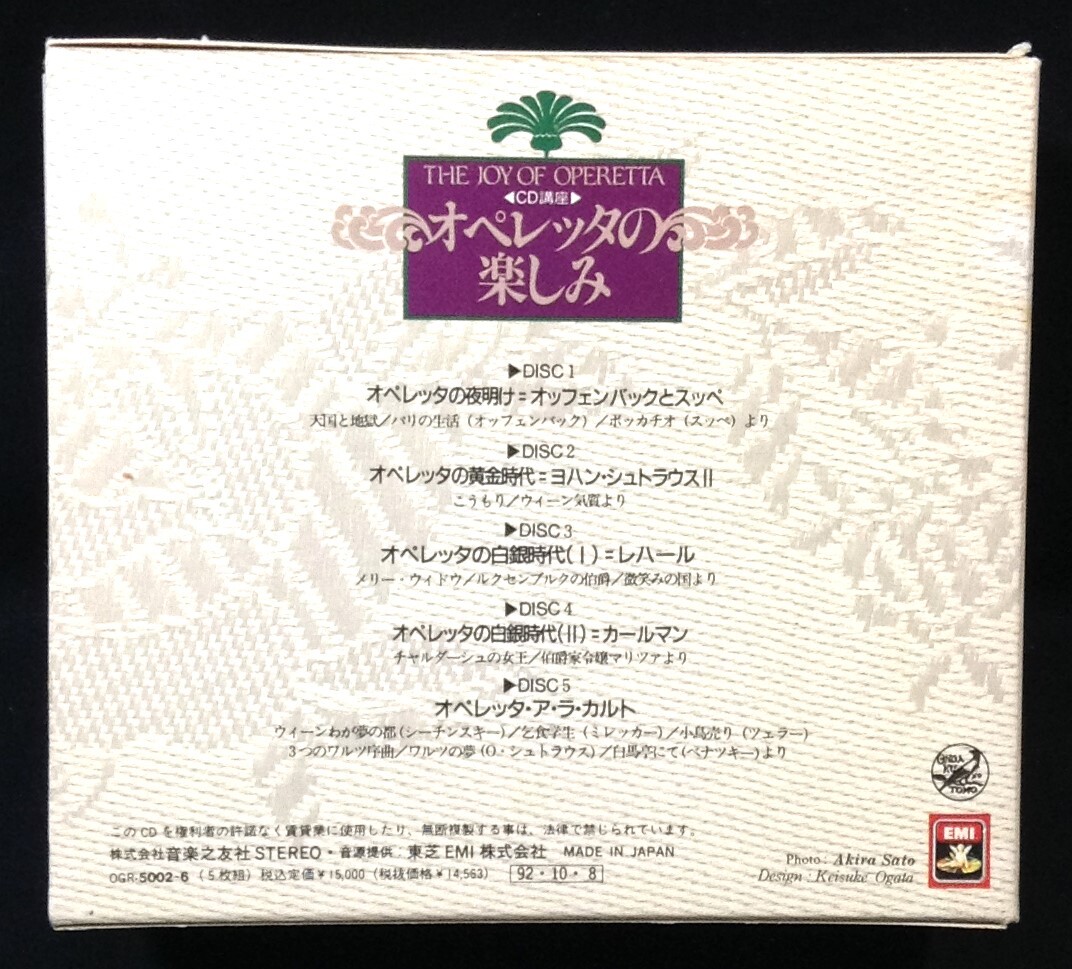 THE JOY OF OPERETTA
◀CD講座▶
オペレッタの
楽しみ
▶DISC 1
オペレッタの夜明け=オッフェンバックとスッペ
天国と地獄/パリの生活(オッフェンバック)/ボッカチオ(スッペ)より
▶DISC 2
オペレッタの黄金時代=ヨハン・シュトラウスII
こうもり/ウィーン気質より
▶DISC 3
オペレッタの白銀時代(I)=レハール
メリー・ウィドウ/ルクセンブルクの伯爵/微笑みの国より
▶DISC 4
オペレッタの白銀時代(II)=カールマン
チャルダーシュの女王/伯爵家令嬢マリツァより
▶DISC 5
オペレッタ・ア・ラ・カルト
ウィーンわが夢の都(シーチンスキー)/乞食学生(ミレッカー)/小鳥売り(ツェラー)
3つのワルツ序曲/ワルツの夢(O・シュトラウス)/白馬亭にて(ベナツキー)より
ONGAKU
TOMO
このCDを権利者の許諾なく賃貸業に使用したり、無断複製する事は、法律で禁じられています。
株式会社音楽之友社 STEREO・音源提供:東芝EMI株式会社 MADE IN JAPAN
OGR-5002-6 (5枚組) 税込定価¥15,000 (税抜価格¥14,563) 92・10・8
Photo: Akira Sato
Design: Keisuke Ogata
EMI